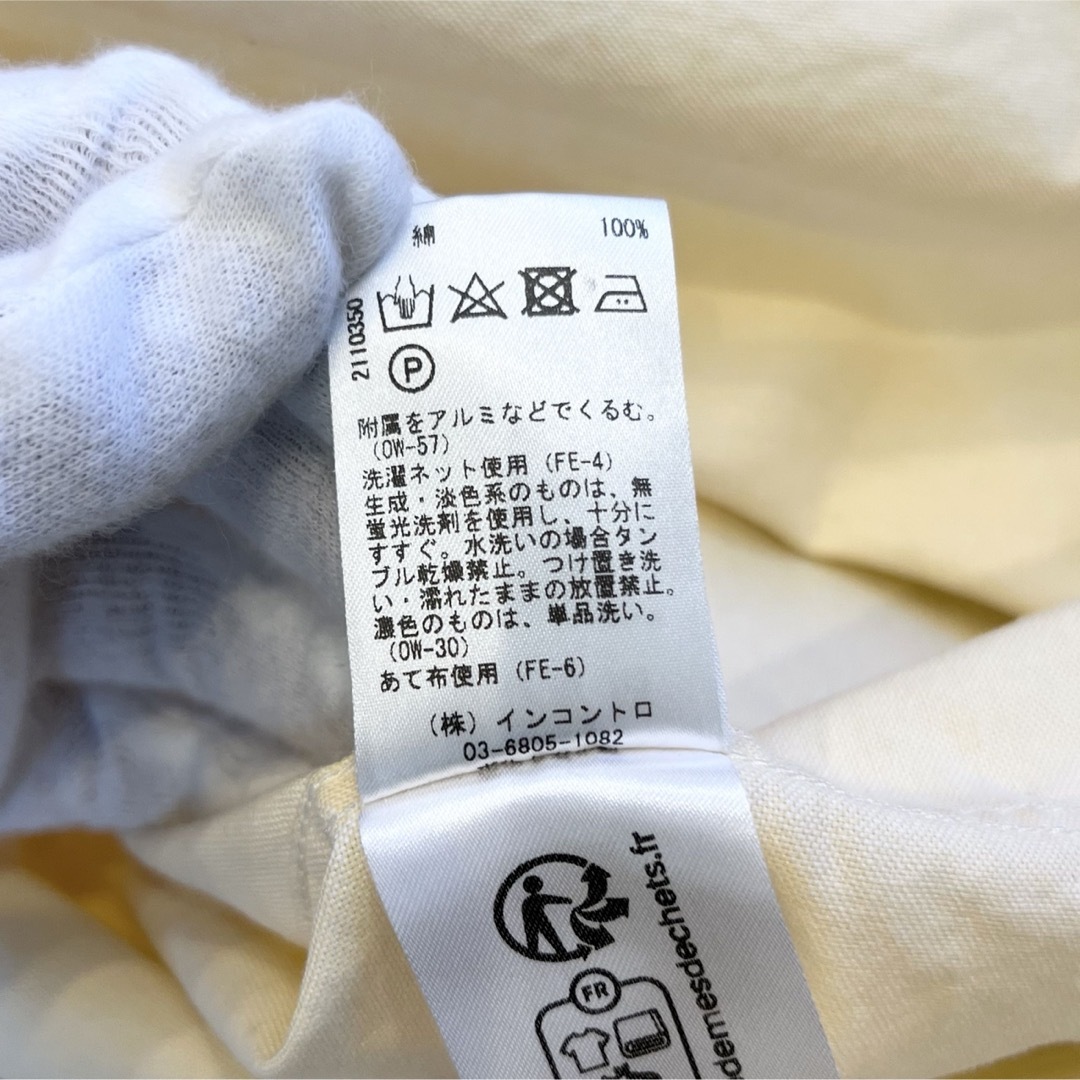 綿 100%
2110350
P
附属をアルミなどでくるむ。
(OW-57)
洗濯ネット使用 (FE-4)
生成・淡色系のものは、無
蛍光洗剤を使用し、十分に
すすぐ。水洗いの場合タン
ブル乾燥禁止。つけ置き洗
い・濡れたままの放置禁止。
濃色のものは、単品洗い。
(OW-30)
あて布使用 (FE-6)
(株) インコントロ
03-6805-1082
demesdechets.fr
FR